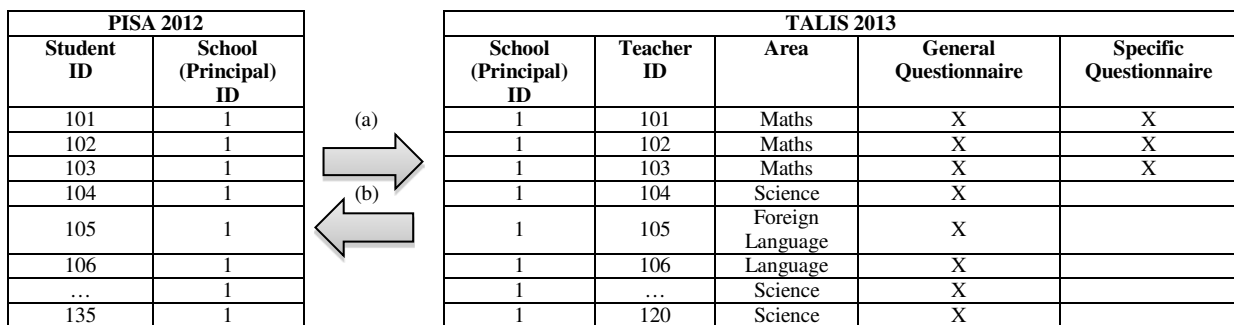 PISA 2012 TALIS 2013
Student ID School (Principal) ID School (Principal) ID Teacher ID Area General Questionnaire Specific Questionnaire
101 1 (a) 1 101 Maths X X
102 1 1 102 Maths X X
103 1 1 103 Maths X X
104 1 (b) 1 104 Science X
105 1 1 105 Foreign Language X
106 1 1 106 Language X
… 1 1 … Science X
135 1 1 120 Science X